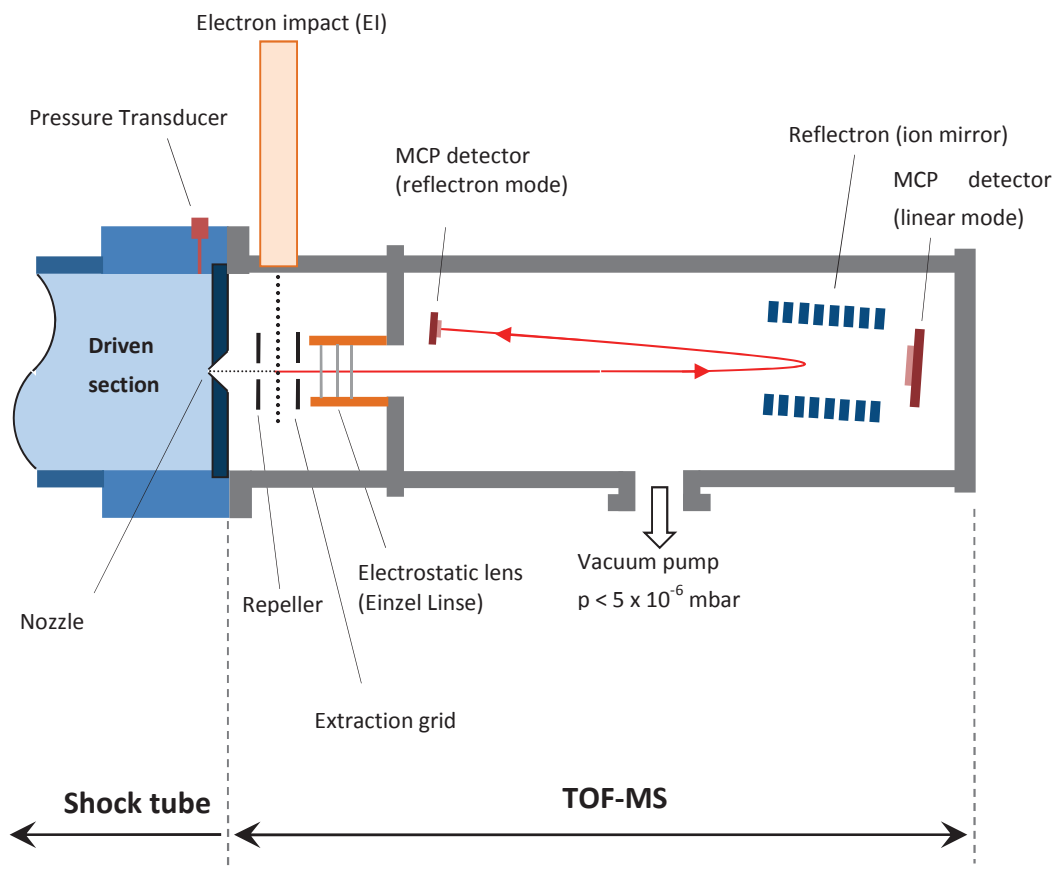 Electron impact (EI)
Pressure Transducer
MCP detector
(reflectron mode)
Reflectron (ion mirror)
MCP detector
(linear mode)
Driven
section
Nozzle
Repeller
Electrostatic lens
(Einzel Linse)
Vacuum pump
p < 5 x 10⁻⁶ mbar
Extraction grid
Shock tube
TOF-MS